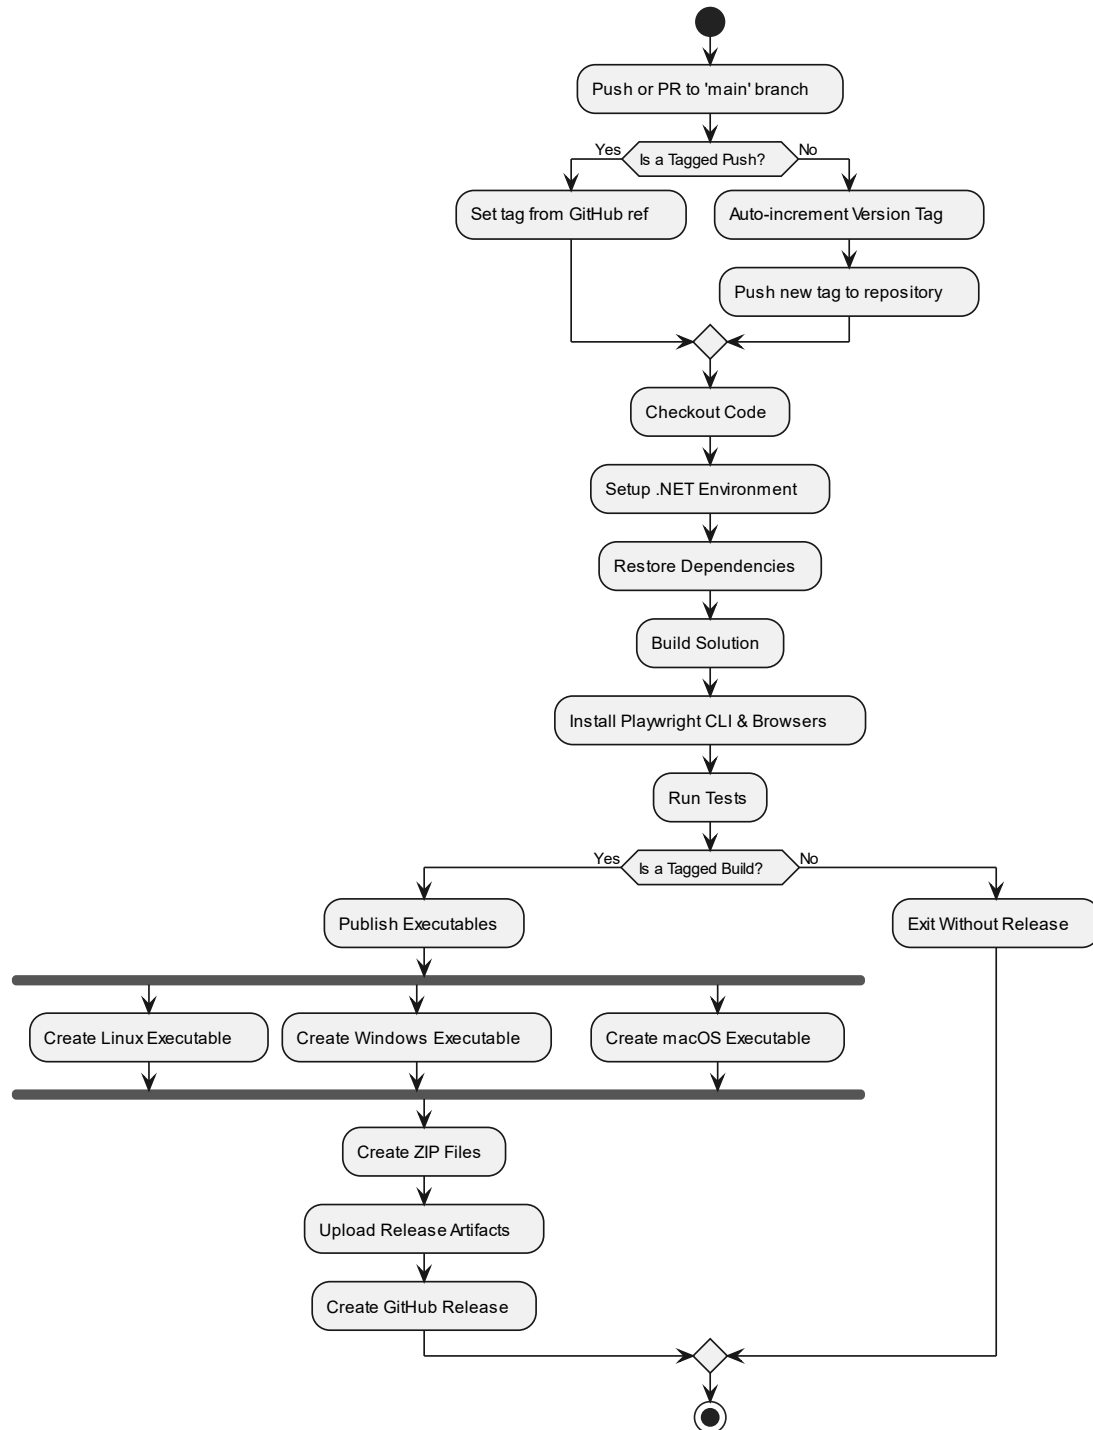 Push or PR to 'main' branch
Yes
Is a Tagged Push?
No
Set tag from GitHub ref
Auto-increment Version Tag
Push new tag to repository
Checkout Code
Setup .NET Environment
Restore Dependencies
Build Solution
Install Playwright CLI & Browsers
Run Tests
Yes
Is a Tagged Build?
No
Publish Executables
Exit Without Release
Create Linux Executable
Create Windows Executable
Create macOS Executable
Create ZIP Files
Upload Release Artifacts
Create GitHub Release